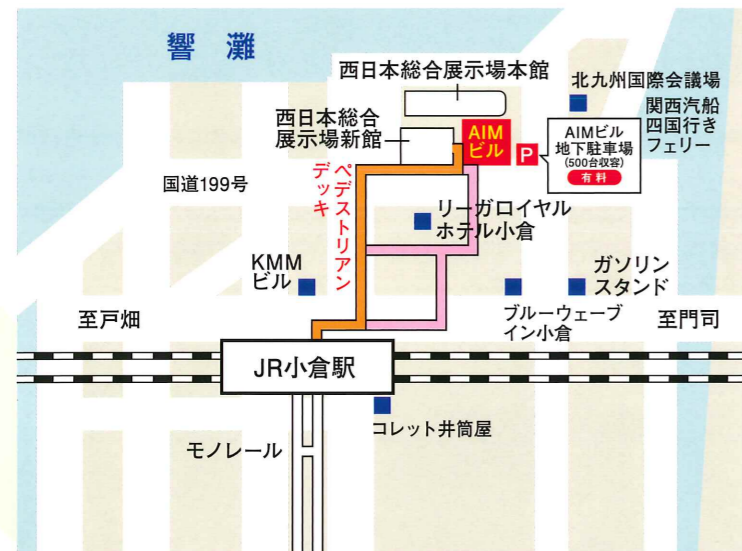 響灘
西日本総合展示場本館
北九州国際会議場
関西汽船
四国行き
フェリー
西日本総合
展示場新館
AIM
ビル
P
AIMビル
地下駐車場
(500台収容)
有料
国道199号
ペデストリアン
デッキ
リーガロイヤル
ホテル小倉
KMM
ビル
ガソリン
スタンド
ブルーウェーブ
イン小倉
至戸畑
至門司
JR小倉駅
コレット井筒屋
モノレール